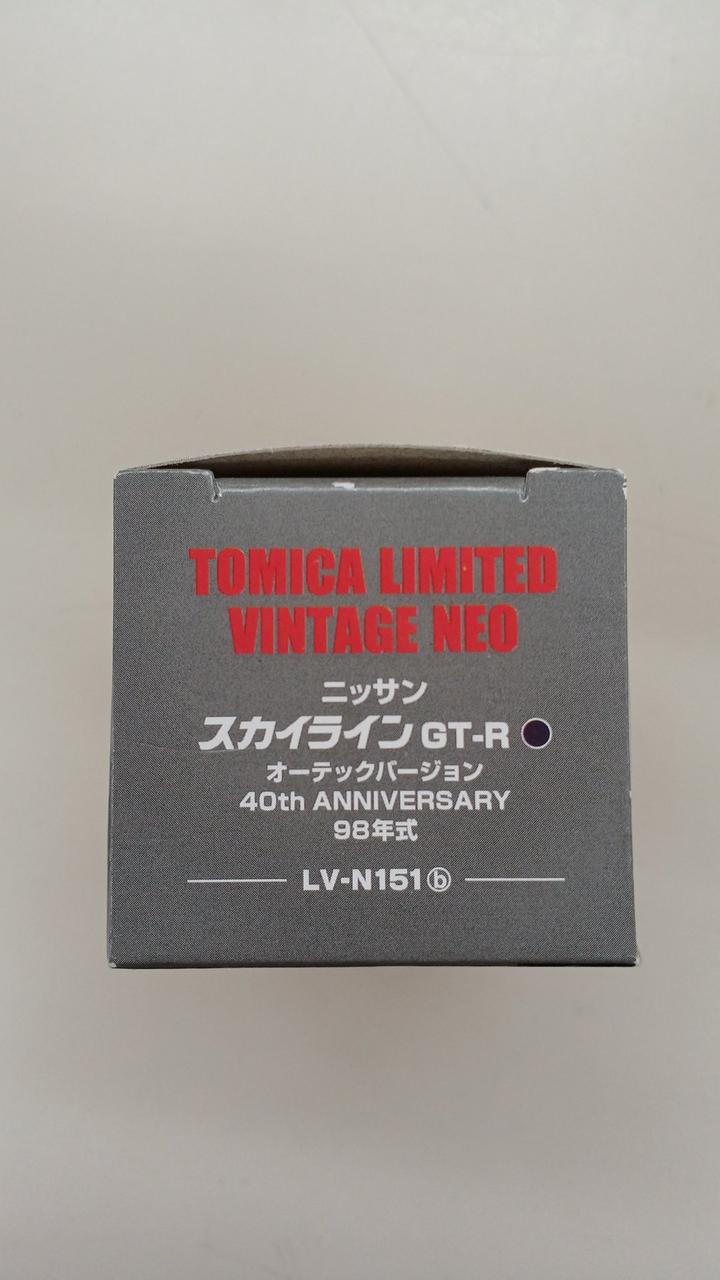 TOMICA LIMITED
VINTAGE NEO
ニッサン
スカイライン GT-R
オーテックバージョン
40th ANNIVERSARY
98年式
LV-N151ⓑ